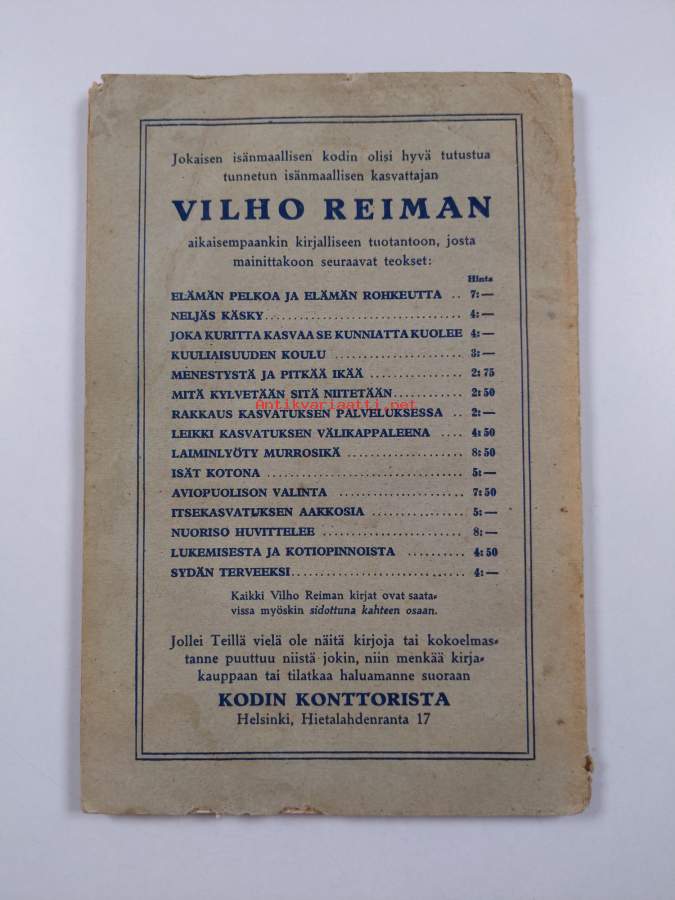 Jokaisen isänmaallisen kodin olisi hyvä tutustua
tunnetun isänmaallisen kasvattajan
VILHO REIMAN
aikaisempaankin kirjalliseen tuotantoon, josta
mainittakoon seuraavat teokset:
Hinta
ELÄMÄN PELKOA JA ELÄMÄN ROHKEUTTA .. 7:—
NELJÄS KÄSKY .................................... 4:—
JOKA KURITTA KASVAA SE KUNNIATTA KUOLEE 4:—
KUULIAISUUDEN KOULU ....................... 3:—
MENESTYSTÄ JA PITKÄÄ IKÄÄ ................ 2:75
MITÄ KYLVETÄÄN SITÄ NIITETÄÄN ............ 2:50
Antikvariaatti.net
RAKKAUS KASVATUKSEN PALVELUKSESSA .. 2:—
LEIKKI KASVATUKSEN VÄLIKAPPALEENA .... 4:50
LAIMINLYÖTY MURROSIKÄ .................... 8:50
ISÄT KOTONA .................................... 5:—
AVIOPUOLISON VALINTA ...................... 7:50
ITSEKASVATUKSEN AAKKOSIA ................ 5:—
NUORISO HUVITTELEE ........................ 8:—
LUKEMISESTA JA KOTIOPINNOISTA .......... 4:50
SYDÄN TERVEEKSI ............................... 4:—
Kaikki Vilho Reiman kirjat ovat saata-
vissa myöskin sidottuna kahteen osaan.
Jollei Teillä vielä ole näitä kirjoja tai kokoelmas-
tanne puuttuu niistä jokin, niin menkää kirja-
kauppaan tai tilatkaa haluamanne suoraan
KODIN KONTTORISTA
Helsinki, Hietalahdenranta 17